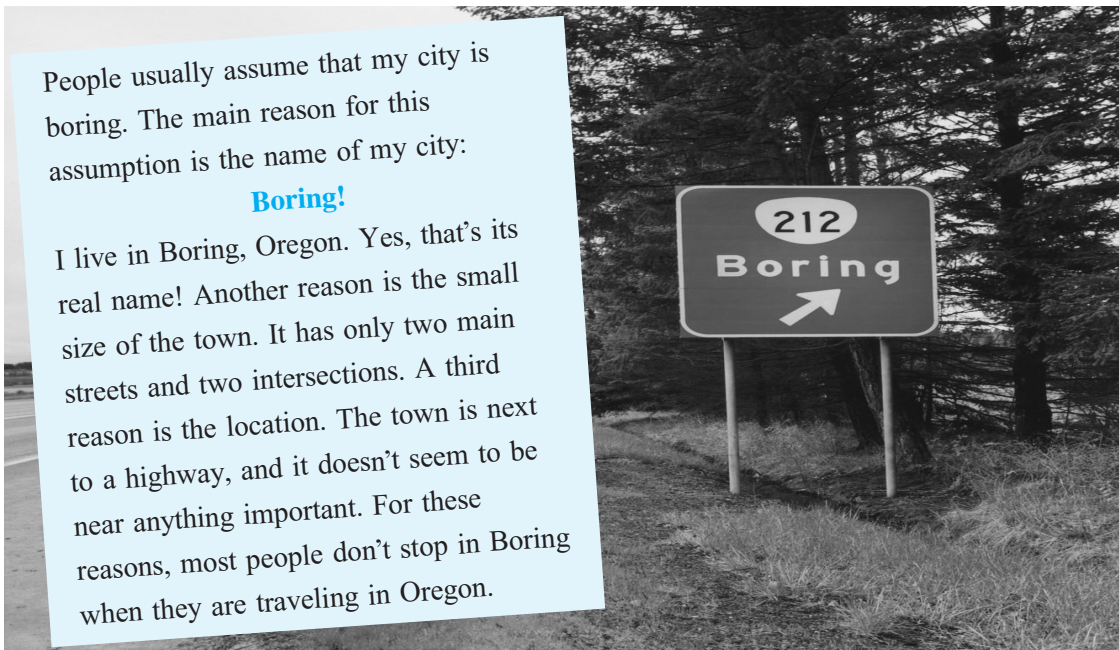 People usually assume that my city is
boring. The main reason for this
assumption is the name of my city:
Boring!
I live in Boring, Oregon. Yes, that’s its
real name! Another reason is the small
size of the town. It has only two main
streets and two intersections. A third
reason is the location. The town is next
to a highway, and it doesn’t seem to be
near anything important. For these
reasons, most people don’t stop in Boring
when they are traveling in Oregon.
212
Boring